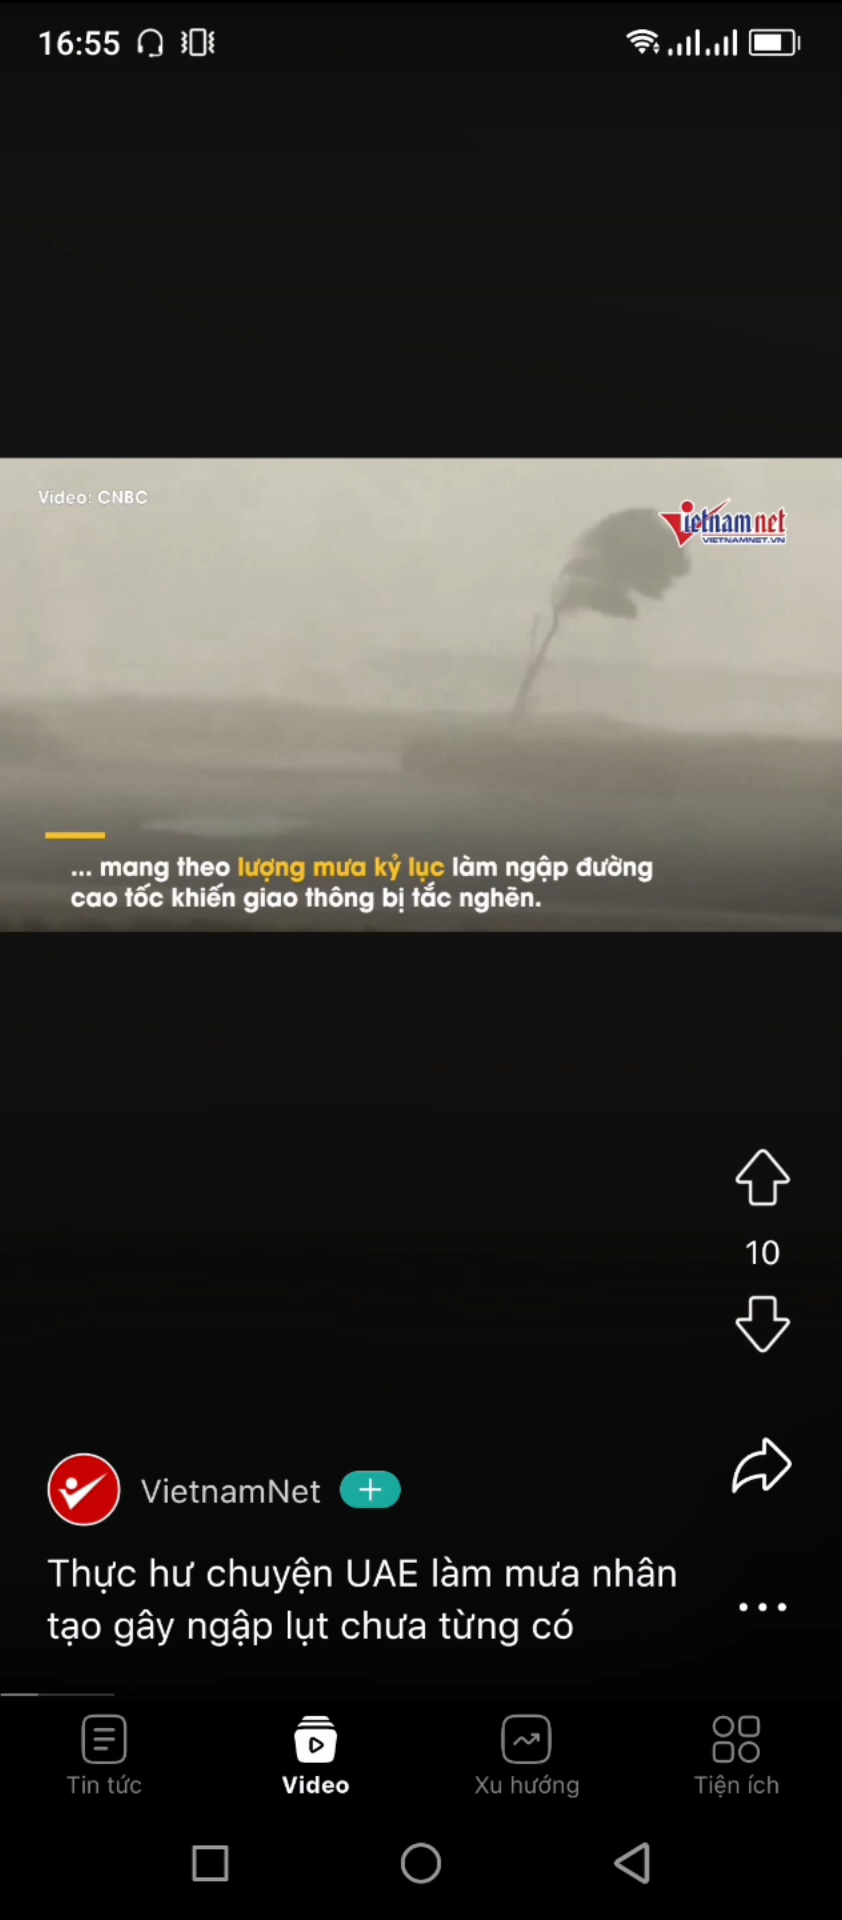 16:55
Video: CNBC
Vietnamnet
VIETNAMNET.VN
... mang theo lượng mưa kỷ lục làm ngập đường
cao tốc khiến giao thông bị tắc nghẽn.
10
VietnamNet
Thực hư chuyện UAE làm mưa nhân
tạo gây ngập lụt chưa từng có
Tin tức
Video
Xu hướng
Tiện ích